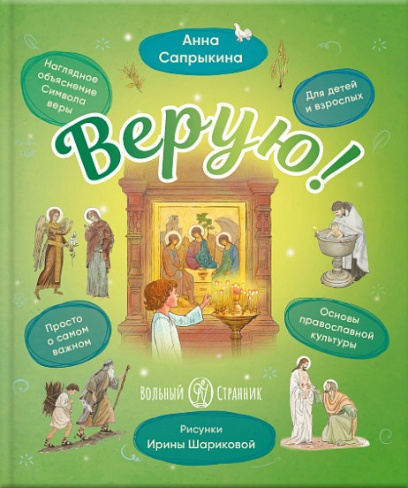 Анна
Сапрыкина
Наглядное
объяснение
Символа
веры
Для детей
и взрослых
Верую!
Просто
о самом
важном
Основы
православной
культуры
Вольный Странник
Рисунки
Ирины Шариковой